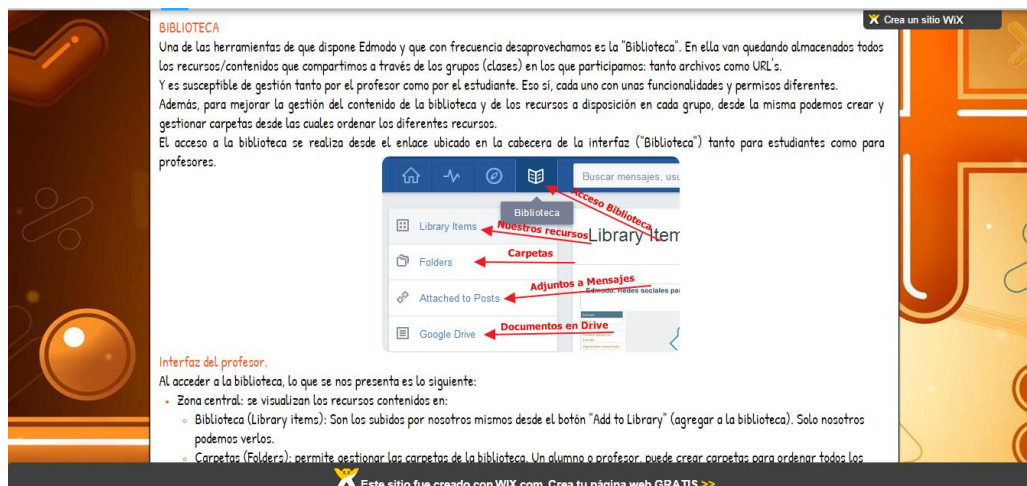 Crea un sitio WiX
BIBLIOTECA
Una de las herramientas de que dispone Edmodo y que con frecuencia desaprovechamos es la "Biblioteca". En ella van quedando almacenados todos
los recursos/contenidos que compartimos a través de los grupos (clases) en los que participamos: tanto archivos como URL's.
Y es susceptible de gestión tanto por el profesor como por el estudiante. Eso sí, cada uno con unas funcionalidades y permisos diferentes.
Además, para mejorar la gestión del contenido de la biblioteca y de los recursos a disposición en cada grupo, desde la misma podemos crear y
gestionar carpetas desde las cuales ordenar los diferentes recursos.
El acceso a la biblioteca se realiza desde el enlace ubicado en la cabecera de la interfaz ("Biblioteca") tanto para estudiantes como para
profesores.
Buscar mensajes, usu
Acceso Biblioteca
Biblioteca
Library Items
Nuestros recursos
Library Item
Folders
Carpetas
Attached to Posts
Adjuntos a Mensajes
Edmodo. Redes sociales pa
Google Drive
Documentos en Drive
Interfaz del profesor.
Al acceder a la biblioteca, lo que se nos presenta es lo siguiente:
Zona central: se visualizan los recursos contenidos en:
Biblioteca (Library items): Son los subidos por nosotros mismos desde el botón "Add to Library" (agregar a la biblioteca). Solo nosotros
podemos verlos.
Carpetas (Folders): permite gestionar las carpetas de la biblioteca. Un alumno o profesor, puede crear carpetas para ordenar todos los
Este sitio fue creado con WIX.com. Crea tu página web GRATIS >>